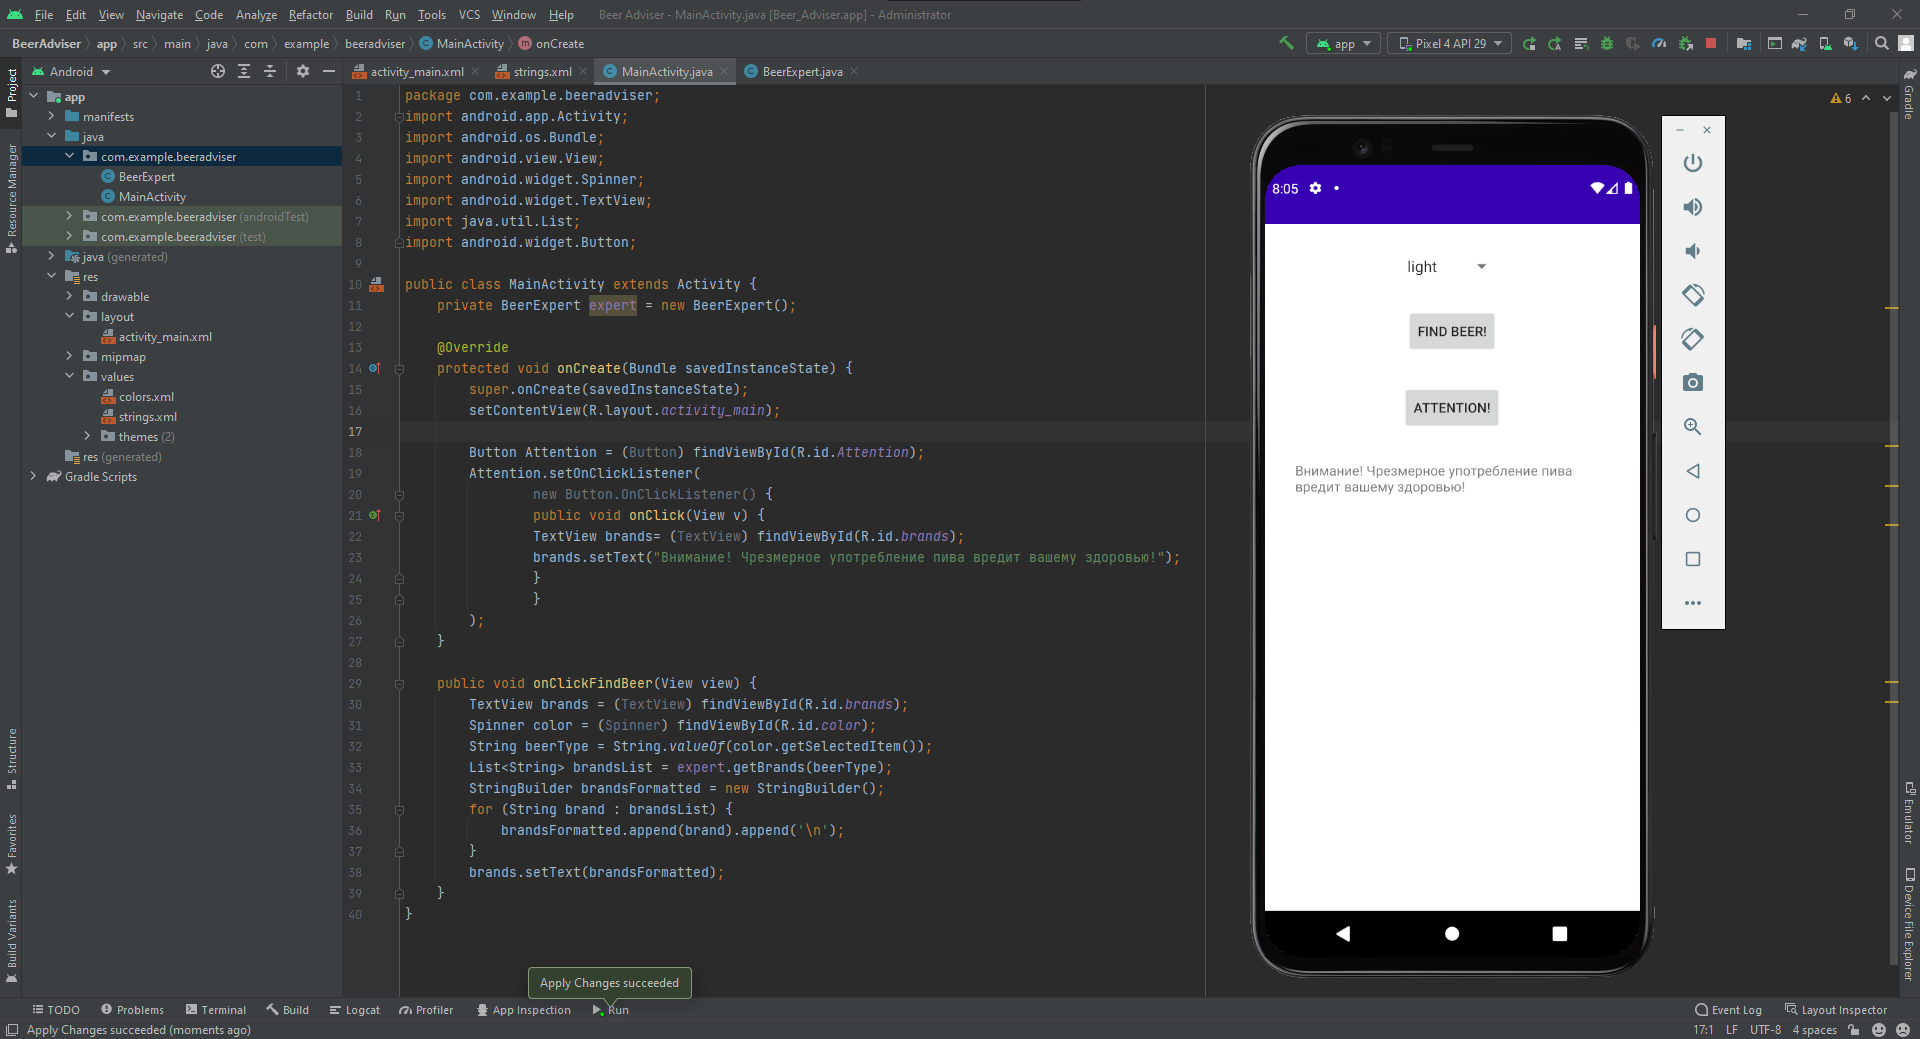 File Edit View Navigate Code Analyze Refactor Build Run Tools VCS Window Help Beer Adviser - MainActivity.java [Beer_Adviser.app] - Administrator
BeerAdviser app src main java com example beeradviser MainActivity onCreate app Pixel 4 API 29
Android
activity_main.xml strings.xml MainActivity.java BeerExpert.java
Project
Resource Manager
Structure
Favorites
Build Variants
app
manifests
java
com.example.beeradviser
BeerExpert
MainActivity
com.example.beeradviser (androidTest)
com.example.beeradviser (test)
java (generated)
res
drawable
layout
activity_main.xml
mipmap
values
colors.xml
strings.xml
themes (2)
res (generated)
Gradle Scripts
1 package com.example.beeradviser;
2 import android.app.Activity;
3 import android.os.Bundle;
4 import android.view.View;
5 import android.widget.Spinner;
6 import android.widget.TextView;
7 import java.util.List;
8 import android.widget.Button;
9
10 public class MainActivity extends Activity {
11 private BeerExpert expert = new BeerExpert();
12
13 @Override
14 protected void onCreate(Bundle savedInstanceState) {
15 super.onCreate(savedInstanceState);
16 setContentView(R.layout.activity_main);
17
18 Button Attention = (Button) findViewById(R.id.Attention);
19 Attention.setOnClickListener(
20 new Button.OnClickListener() {
21 public void onClick(View v) {
22 TextView brands= (TextView) findViewById(R.id.brands);
23 brands.setText("Внимание! Чрезмерное употребление пива вредит вашему здоровью!");
24 }
25 }
26 );
27 }
28
29 public void onClickFindBeer(View view) {
30 TextView brands = (TextView) findViewById(R.id.brands);
31 Spinner color = (Spinner) findViewById(R.id.color);
32 String beerType = String.valueOf(color.getSelectedItem());
33 List<String> brandsList = expert.getBrands(beerType);
34 StringBuilder brandsFormatted = new StringBuilder();
35 for (String brand : brandsList) {
36 brandsFormatted.append(brand).append('\n');
37 }
38 brands.setText(brandsFormatted);
39 }
40 }
6
8:05
light
FIND BEER!
ATTENTION!
Внимание! Чрезмерное употребление пива
вредит вашему здоровью!
Gradle
Emulator
Device File Explorer
Apply Changes succeeded
TODO Problems Terminal Build Logcat Profiler App Inspection Run Event Log Layout Inspector
Apply Changes succeeded (moments ago) 17:1 LF UTF-8 4 spaces